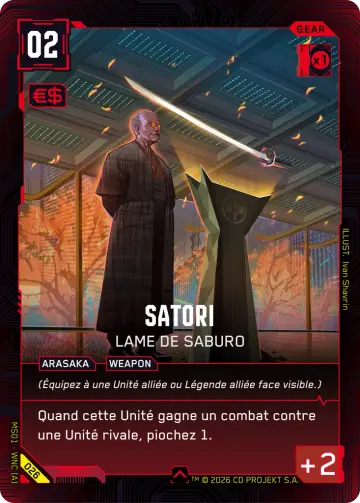 GEAR
02
x1
€$
ILLUST. Ivan Shavrin
SATORI
LAME DE SABURO
ARASAKA
WEAPON
(Équipez à une Unité alliée ou Légende alliée face visible.)
Quand cette Unité gagne un combat contre
une Unité rivale, piochez 1.
+2
026
™ © 2026 CD PROJEKT S.A.